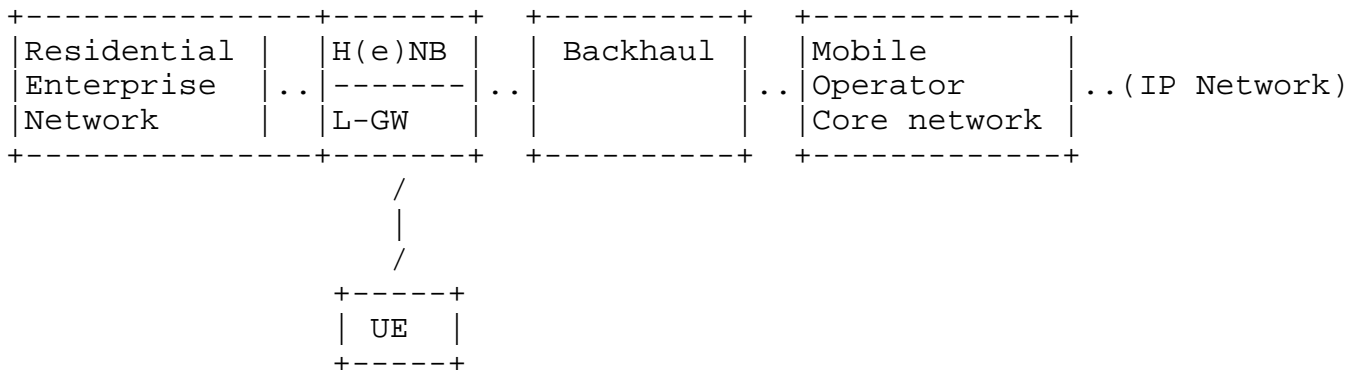 +---------------+-------+  +----------+  +-------------+
|Residential |  |H(e)NB |  | Backhaul |  |Mobile       |
|Enterprise  |..|-------|..|          |..|Operator     |..(IP Network)
|Network     |  |L-GW   |  |          |  |Core network |
+---------------+-------+  +----------+  +-------------+
/
|
/
+-----+
| UE  |
+-----+